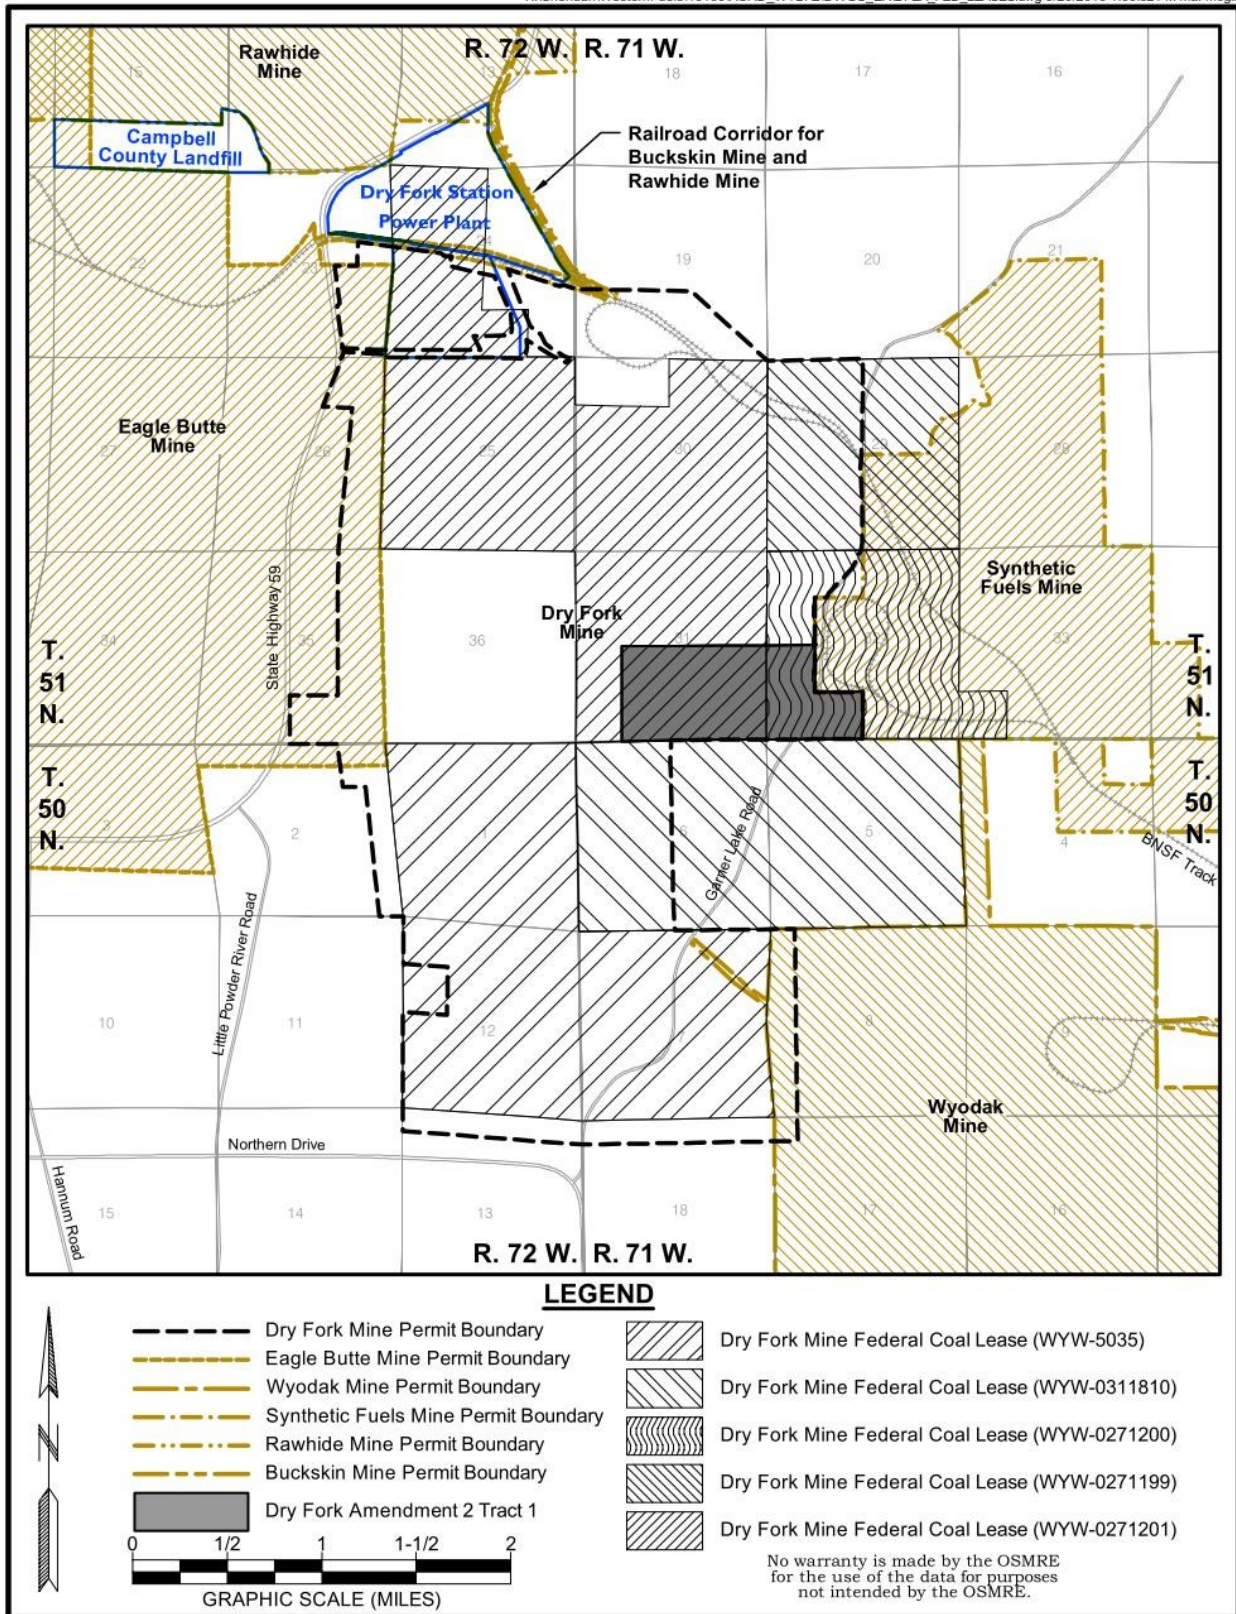 Rawhide
Mine
R. 72 W. R. 71 W.
15
13
18
17
16
Campbell
County Landfill
Railroad Corridor for
Buckskin Mine and
Rawhide Mine
Dry Fork Station
Power Plant
22
23
24
19
20
21
Eagle Butte
Mine
27
26
25
30
29
28
State Highway 59
Synthetic
Fuels Mine
Dry Fork
Mine
34
35
36
31
33
T.
51
N.
T.
51
N.
T.
50
N.
T.
50
N.
3
2
1
6
5
4
Garner Lake Road
BNSF Track
Little Powder River Road
10
11
12
7
8
9
Wyodak
Mine
Northern Drive
Hannum Road
15
14
13
18
17
16
R. 72 W. R. 71 W.
LEGEND
Dry Fork Mine Permit Boundary
Eagle Butte Mine Permit Boundary
Wyodak Mine Permit Boundary
Synthetic Fuels Mine Permit Boundary
Rawhide Mine Permit Boundary
Buckskin Mine Permit Boundary
Dry Fork Amendment 2 Tract 1
Dry Fork Mine Federal Coal Lease (WYW-5035)
Dry Fork Mine Federal Coal Lease (WYW-0311810)
Dry Fork Mine Federal Coal Lease (WYW-0271200)
Dry Fork Mine Federal Coal Lease (WYW-0271199)
Dry Fork Mine Federal Coal Lease (WYW-0271201)
N
0 1/2 1 1-1/2 2
GRAPHIC SCALE (MILES)
No warranty is made by the OSMRE
for the use of the data for purposes
not intended by the OSMRE.